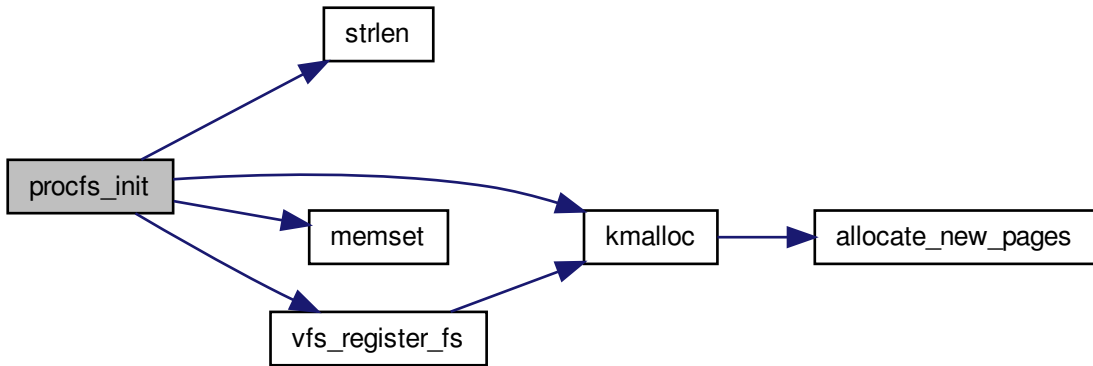 strlen
procfs_init
memset
kmalloc
allocate_new_pages
vfs_register_fs